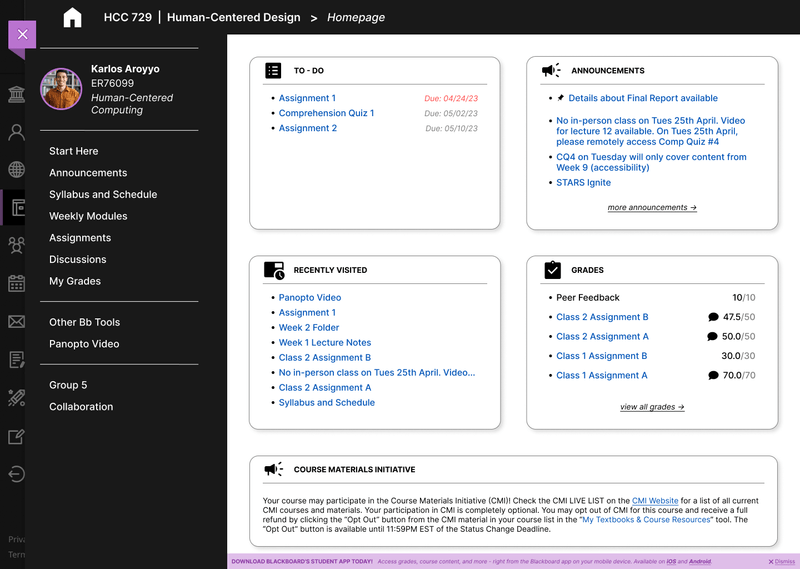 HCC 729 | Human-Centered Design > Homepage
Karlos Aroyyo
ER76099
Human-Centered
Computing
Start Here
Announcements
Syllabus and Schedule
Weekly Modules
Assignments
Discussions
My Grades
Other Bb Tools
Panopto Video
Group 5
Collaboration
Priva
Term
TO - DO
Assignment 1 Due: 04/24/23
Comprehension Quiz 1 Due: 05/02/23
Assignment 2 Due: 05/10/23
ANNOUNCEMENTS
Details about Final Report available
No in-person class on Tues 25th April. Video
for lecture 12 available. On Tues 25th April,
please remotely access Comp Quiz #4
CQ4 on Tuesday will only cover content from
Week 9 (accessibility)
STARS Ignite
more announcements →
RECENTLY VISITED
Panopto Video
Assignment 1
Week 2 Folder
Week 1 Lecture Notes
Class 2 Assignment B
No in-person class on Tues 25th April. Video...
Class 2 Assignment A
Syllabus and Schedule
GRADES
Peer Feedback 10/10
Class 2 Assignment B 47.5/50
Class 2 Assignment A 50.0/50
Class 1 Assignment B 30.0/30
Class 1 Assignment A 70.0/70
view all grades →
COURSE MATERIALS INITIATIVE
Your course may participate in the Course Materials Initiative (CMI)! Check the CMI LIVE LIST on the CMI Website for a list of all current
CMI courses and materials. Your participation in CMI is completely optional. You may opt out of CMI for this course and receive a full
refund by clicking the "Opt Out" button from the CMI material in your course list in the "My Textbooks & Course Resources" tool. The
"Opt Out" button is available until 11:59PM EST of the Status Change Deadline.
DOWNLOAD BLACKBOARD'S STUDENT APP TODAY! Access grades, course content, and more - right from the Blackboard app on your mobile device. Available on iOS and Android. X Dismiss